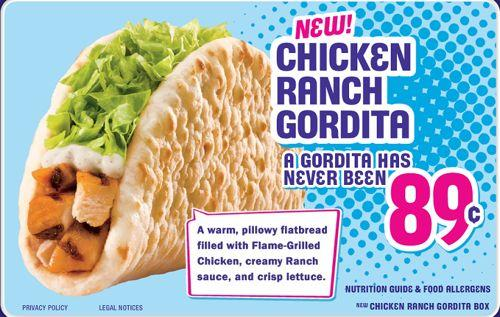 NEW!
CHICKEN
RANCH
GORDITA
A GORDITA HAS
NEVER BEEN
89¢
A warm, pillowy flatbread
filled with Flame-Grilled
Chicken, creamy Ranch
sauce, and crisp lettuce.
NUTRITION GUIDE & FOOD ALLERGENS
PRIVACY POLICY LEGAL NOTICES
NEW CHICKEN RANCH GORDITA BOX